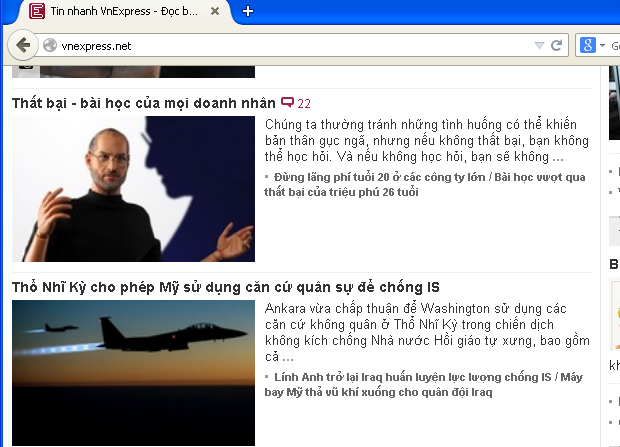 Tin nhanh VnExpress - Đọc b...
vnexpress.net
Thất bại - bài học của mọi doanh nhân 22
Chúng ta thường tránh những tình huống có thể khiến
bản thân gục ngã, nhưng nếu không thất bại, bạn không
thể học hỏi. Và nếu không học hỏi, bạn sẽ không ...
Đừng lãng phí tuổi 20 ở các công ty lớn / Bài học vượt qua
thất bại của triệu phú 26 tuổi
Thổ Nhĩ Kỳ cho phép Mỹ sử dụng căn cứ quân sự để chống IS
Ankara vừa chấp thuận để Washington sử dụng các
căn cứ không quân ở Thổ Nhĩ Kỳ trong chiến dịch
không kích chống Nhà nước Hồi giáo tự xưng, bao gồm
cả ...
Lính Anh trở lại Iraq huấn luyện lực lượng chống IS / Máy
bay Mỹ thả vũ khí xuống cho quân đội Iraq